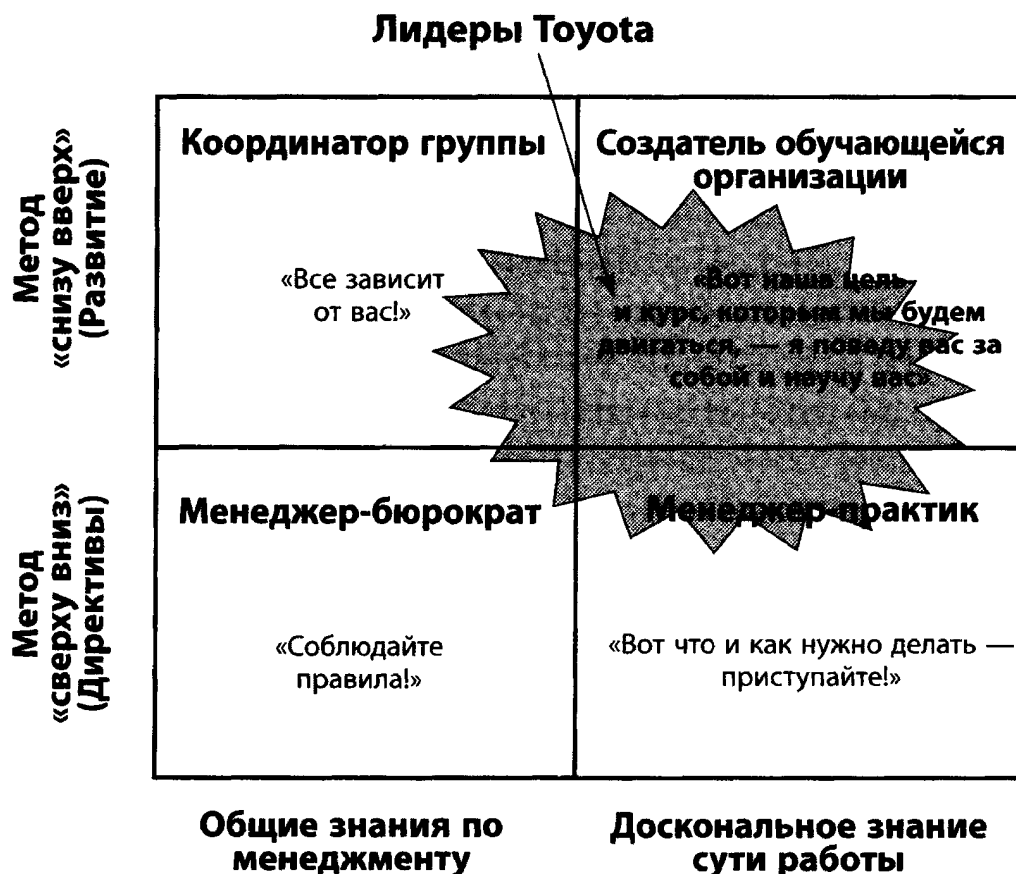 Лидеры Toyota
Координатор группы
Создатель обучающейся
организации
Метод
«снизу вверх»
(Развитие)
«Все зависит
от вас!»
«Вот наша цель
и курс, которым мы будем
двигаться, — я поведу вас за
собой и научу вас»
Метод
«сверху вниз»
(Директивы)
Менеджер-бюрократ
Менеджер-практик
«Соблюдайте
правила!»
«Вот что и как нужно делать —
приступайте!»
Общие знания по
менеджменту
Доскональное знание
сути работы